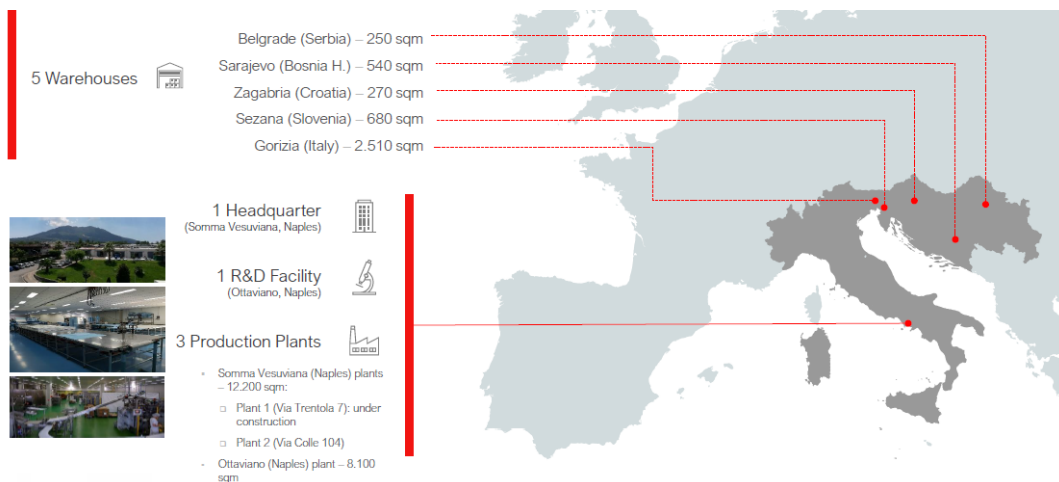 5 Warehouses
Belgrade (Serbia) – 250 sqm
Sarajevo (Bosnia H.) – 540 sqm
Zagabria (Croatia) – 270 sqm
Sezana (Slovenia) – 680 sqm
Gorizia (Italy) – 2.510 sqm
1 Headquarter
(Somma Vesuviana, Naples)
1 R&D Facility
(Ottaviano, Naples)
3 Production Plants
- Somma Vesuviana (Naples) plants
– 12.200 sqm:
□ Plant 1 (Via Trentola 7): under
construction
□ Plant 2 (Via Colle 104)
- Ottaviano (Naples) plant – 8.100
sqm